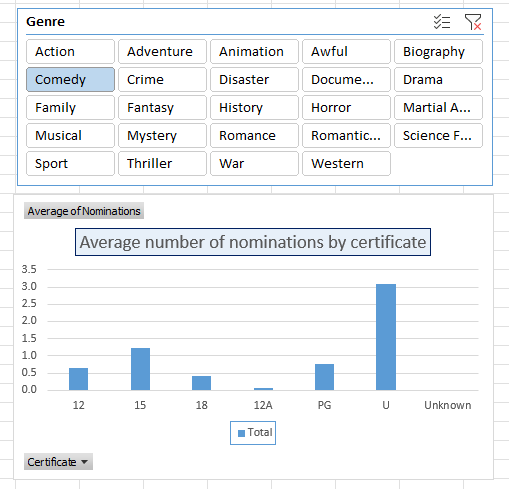 Genre
Action Adventure Animation Awful Biography
Comedy Crime Disaster Docume... Drama
Family Fantasy History Horror Martial A...
Musical Mystery Romance Romantic... Science F...
Sport Thriller War Western
Average of Nominations
Average number of nominations by certificate
3.5
3.0
2.5
2.0
1.5
1.0
0.5
0.0
12 15 18 12A PG U Unknown
Total
Certificate